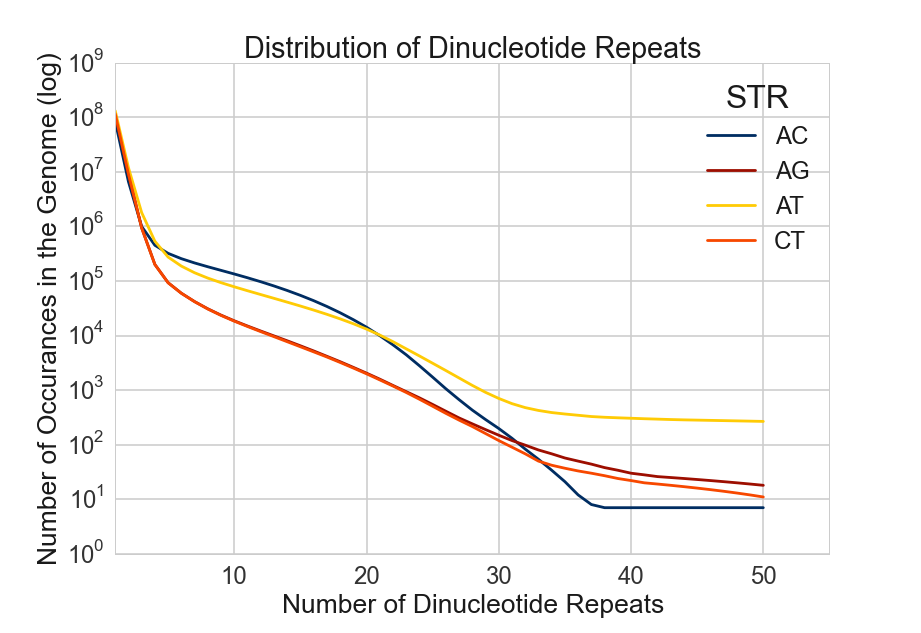 Distribution of Dinucleotide Repeats
Number of Occurances in the Genome (log)
10^9
10^8
10^7
10^6
10^5
10^4
10^3
10^2
10^1
10^0
STR
AC
AG
AT
CT
10 20 30 40 50
Number of Dinucleotide Repeats